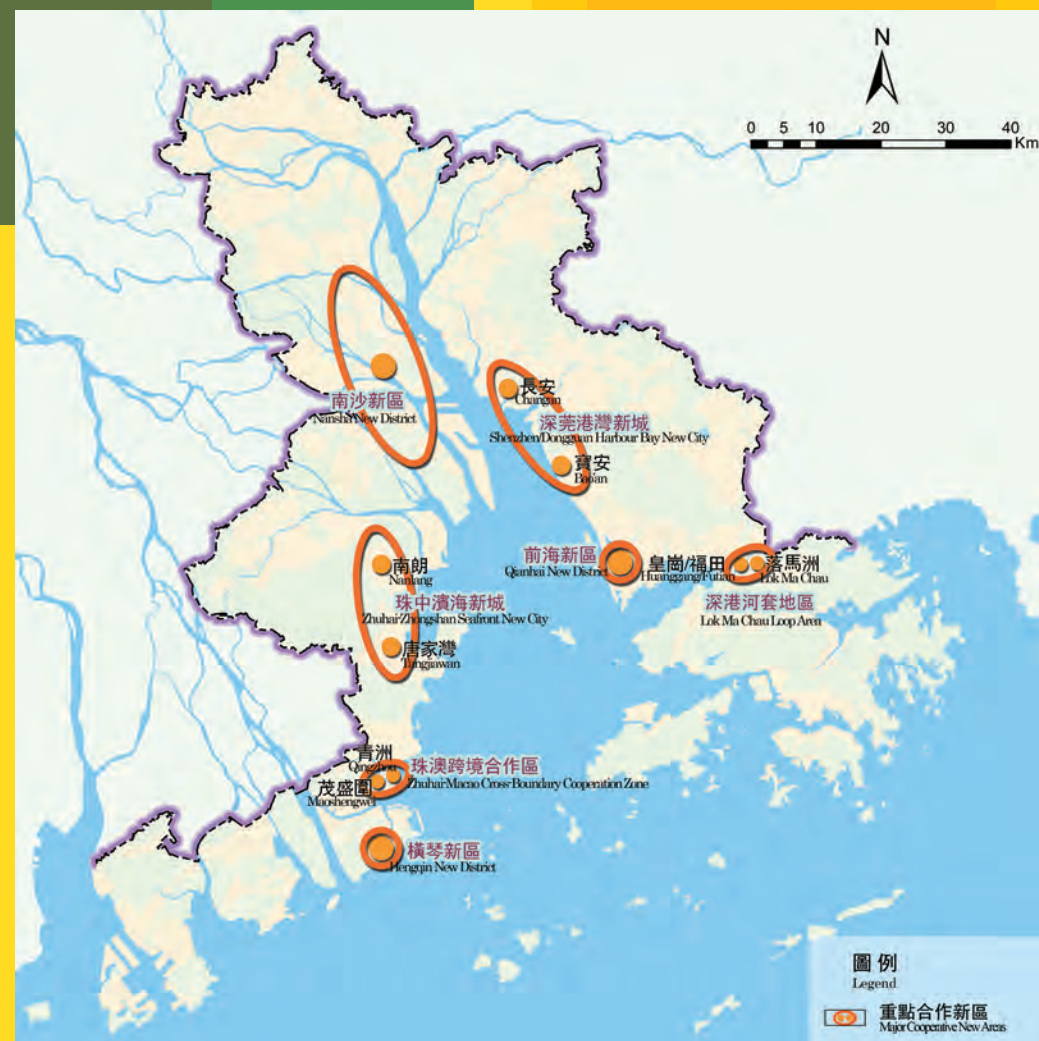 N
0 5 10 20 30 40
Km
南沙新區
Nansha New District
長安
Changan
深莞港灣新城
Shenzhen/Dongguan Harbour Bay New City
寶安
Baoan
前海新區
Qianhai New District
皇崗/福田
Huanggang/Futian
落馬洲
Lok Ma Chau
深港河套地區
Lok Ma Chau Loop Area
南朗
Nanlang
珠中濱海新城
Zhuhai-Zhongshan Seafront New City
唐家灣
Tangjiawan
青洲
Qingzhou
珠澳跨境合作區
Zhuhai-Macao Cross-Boundary Cooperation Zone
茂盛圍
Maoshengwei
橫琴新區
Hengqin New District
圖例
Legend
重點合作新區
Major Cooperative New Areas